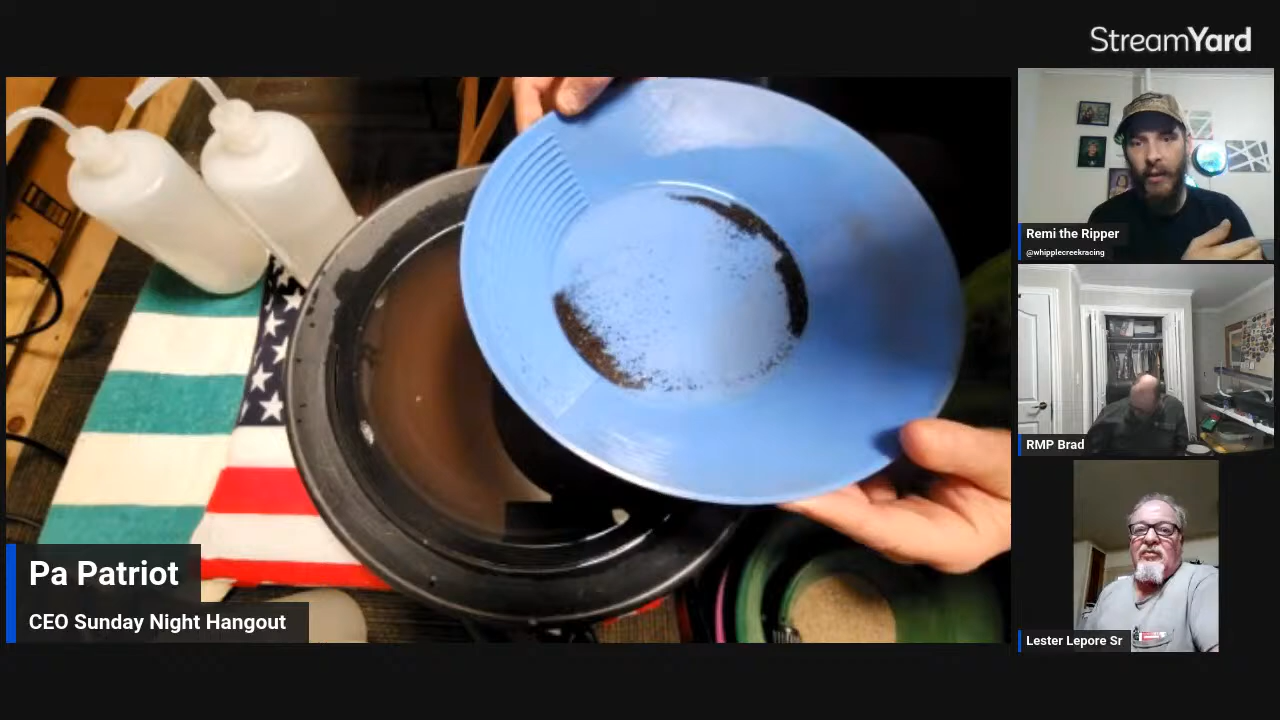 StreamYard
Remi the Ripper
@whipplecreekracing
RMP Brad
Pa Patriot
CEO Sunday Night Hangout
Lester Lepore Sr